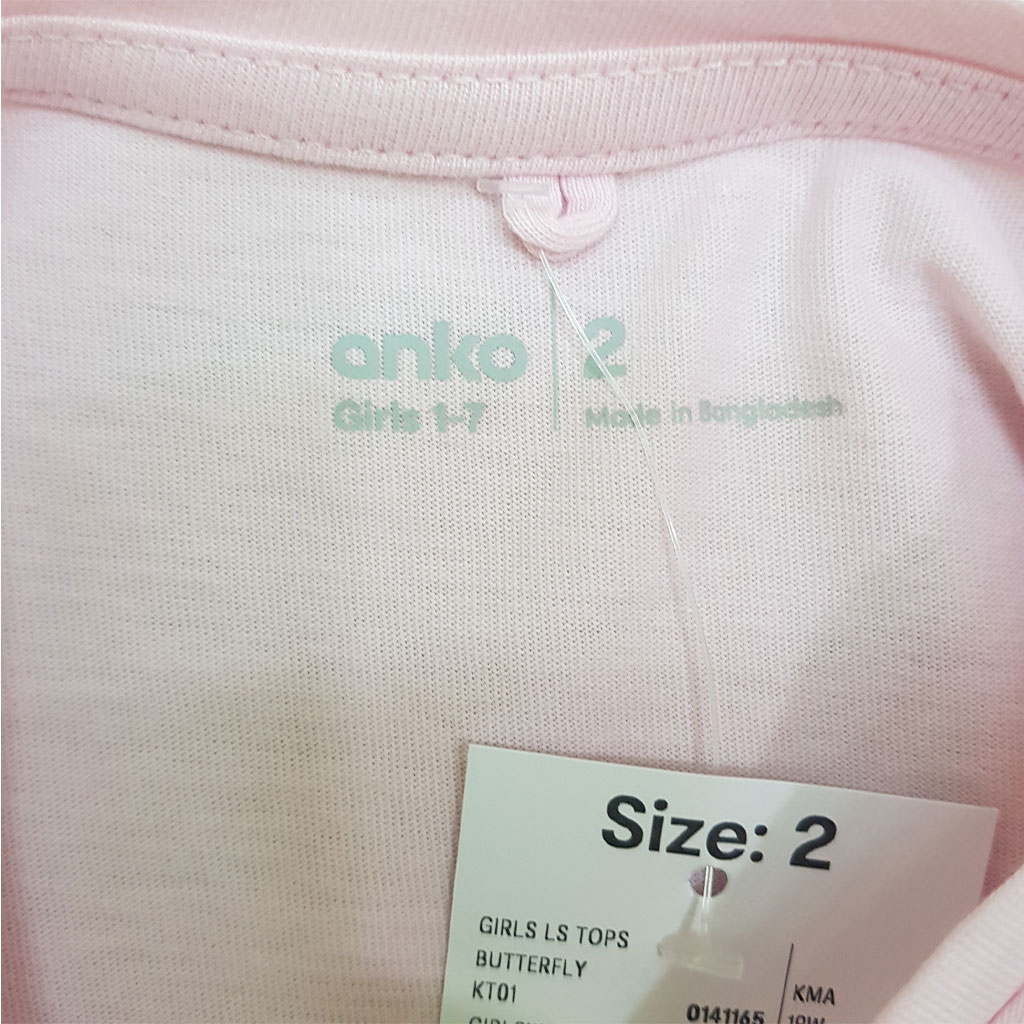 anko 2
Girls 1-7 Made in Bangladesh
Size: 2
GIRLS LS TOPS
BUTTERFLY
KT01 KMA
0141165